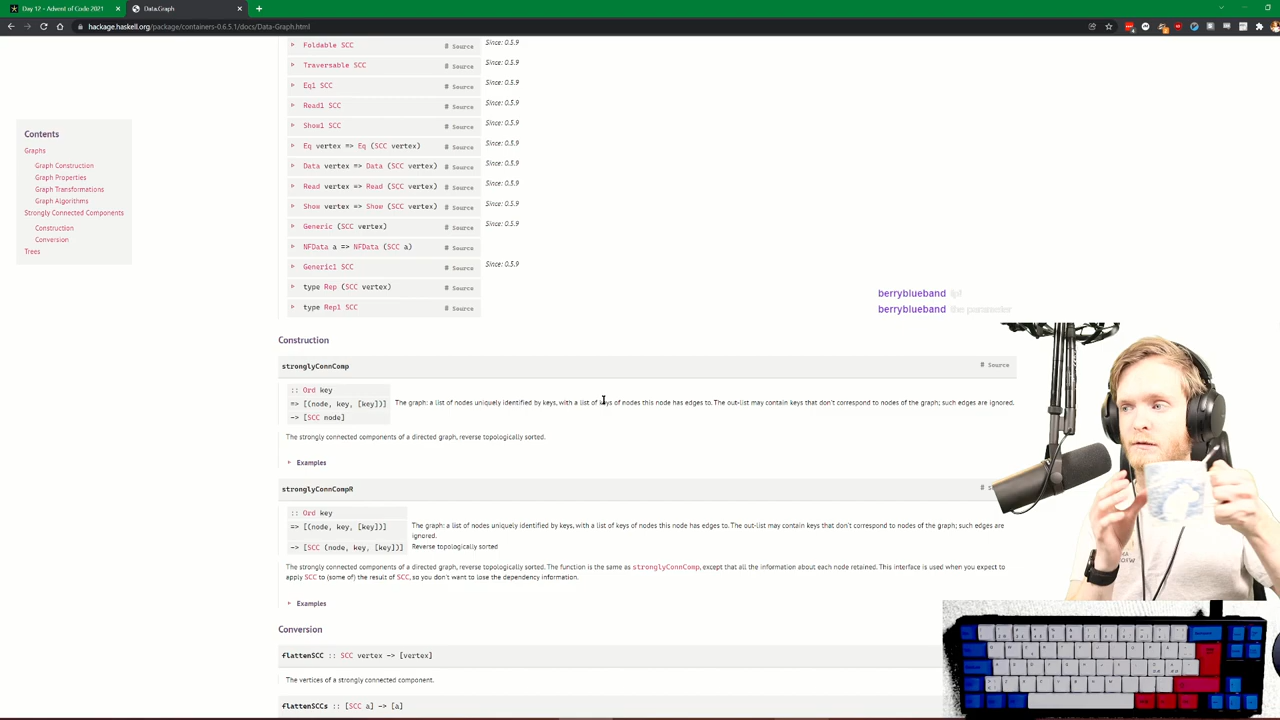 Day 12 - Advent of Code 2021
Data.Graph
hackage.haskell.org/package/containers-0.6.5.1/docs/Data-Graph.html
Contents
Graphs
Graph Construction
Graph Properties
Graph Transformations
Graph Algorithms
Strongly Connected Components
Construction
Conversion
Trees
Foldable SCC # Source Since: 0.5.9
Traversable SCC # Source Since: 0.5.9
Eq1 SCC # Source Since: 0.5.9
Read1 SCC # Source Since: 0.5.9
Show1 SCC # Source Since: 0.5.9
Eq vertex => Eq (SCC vertex) # Source Since: 0.5.9
Data vertex => Data (SCC vertex) # Source Since: 0.5.9
Read vertex => Read (SCC vertex) # Source Since: 0.5.9
Show vertex => Show (SCC vertex) # Source Since: 0.5.9
Generic (SCC vertex) # Source Since: 0.5.9
NFData a => NFData (SCC a) # Source
Generic1 SCC # Source Since: 0.5.9
type Rep (SCC vertex) # Source
type Rep1 SCC # Source
berryblueband lol
berryblueband the parameter
Construction
stronglyConnComp # Source
:: Ord key
=> [(node, key, [key])] The graph: a list of nodes uniquely identified by keys, with a list of keys of nodes this node has edges to. The out-list may contain keys that don't correspond to nodes of the graph; such edges are ignored.
-> [SCC node]
The strongly connected components of a directed graph, reverse topologically sorted.
Examples
stronglyConnCompR #
:: Ord key
=> [(node, key, [key])] The graph: a list of nodes uniquely identified by keys, with a list of keys of nodes this node has edges to. The out-list may contain keys that don't correspond to nodes of the graph; such edges are
ignored.
-> [SCC (node, key, [key])] Reverse topologically sorted
The strongly connected components of a directed graph, reverse topologically sorted. The function is the same as stronglyConnComp, except that all the information about each node retained. This interface is used when you expect to
apply SCC to (some of) the result of SCC, so you don't want to lose the dependency information.
Examples
Conversion
flattenSCC :: SCC vertex -> [vertex]
The vertices of a strongly connected component.
flattenSCCs :: [SCC a] -> [a]